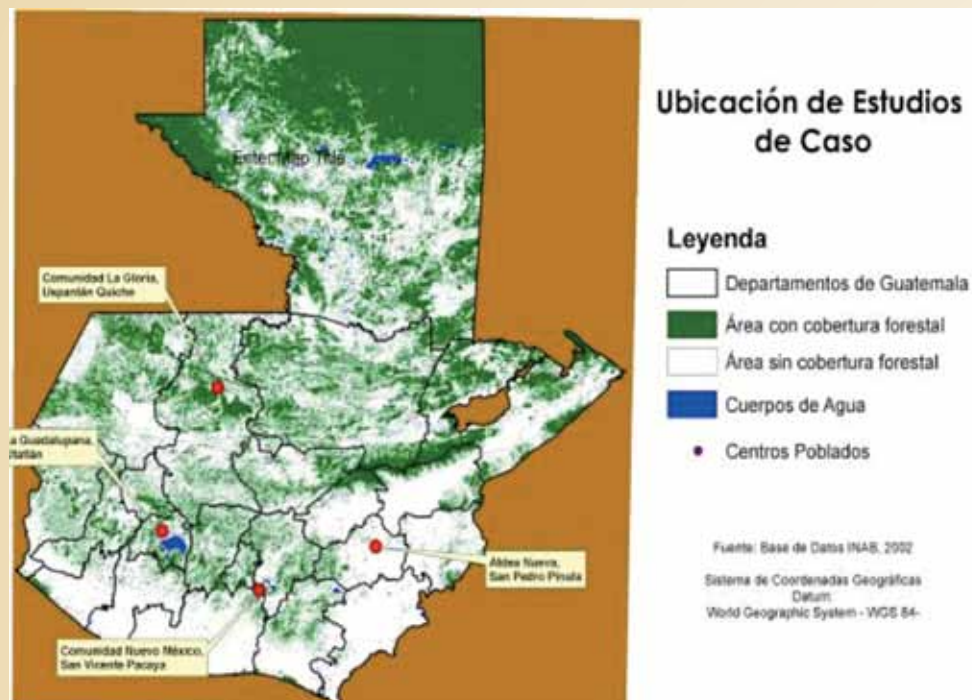 Ubicación de Estudios
de Caso
Leyenda
Departamentos de Guatemala
Área con cobertura forestal
Área sin cobertura forestal
Cuerpos de Agua
Centros Poblados
Fuente: Base de Datos INAB, 2002
Sistema de Coordenadas Geográficas
Datum:
World Geographic System - WGS 84-
Enter Map Title
Comunidad La Gloria,
Uspantán Quiche
a Guadalupana,
Aldea Nueva,
San Pedro Pinula
Comunidad Nuevo México,
San Vicente Pacaya